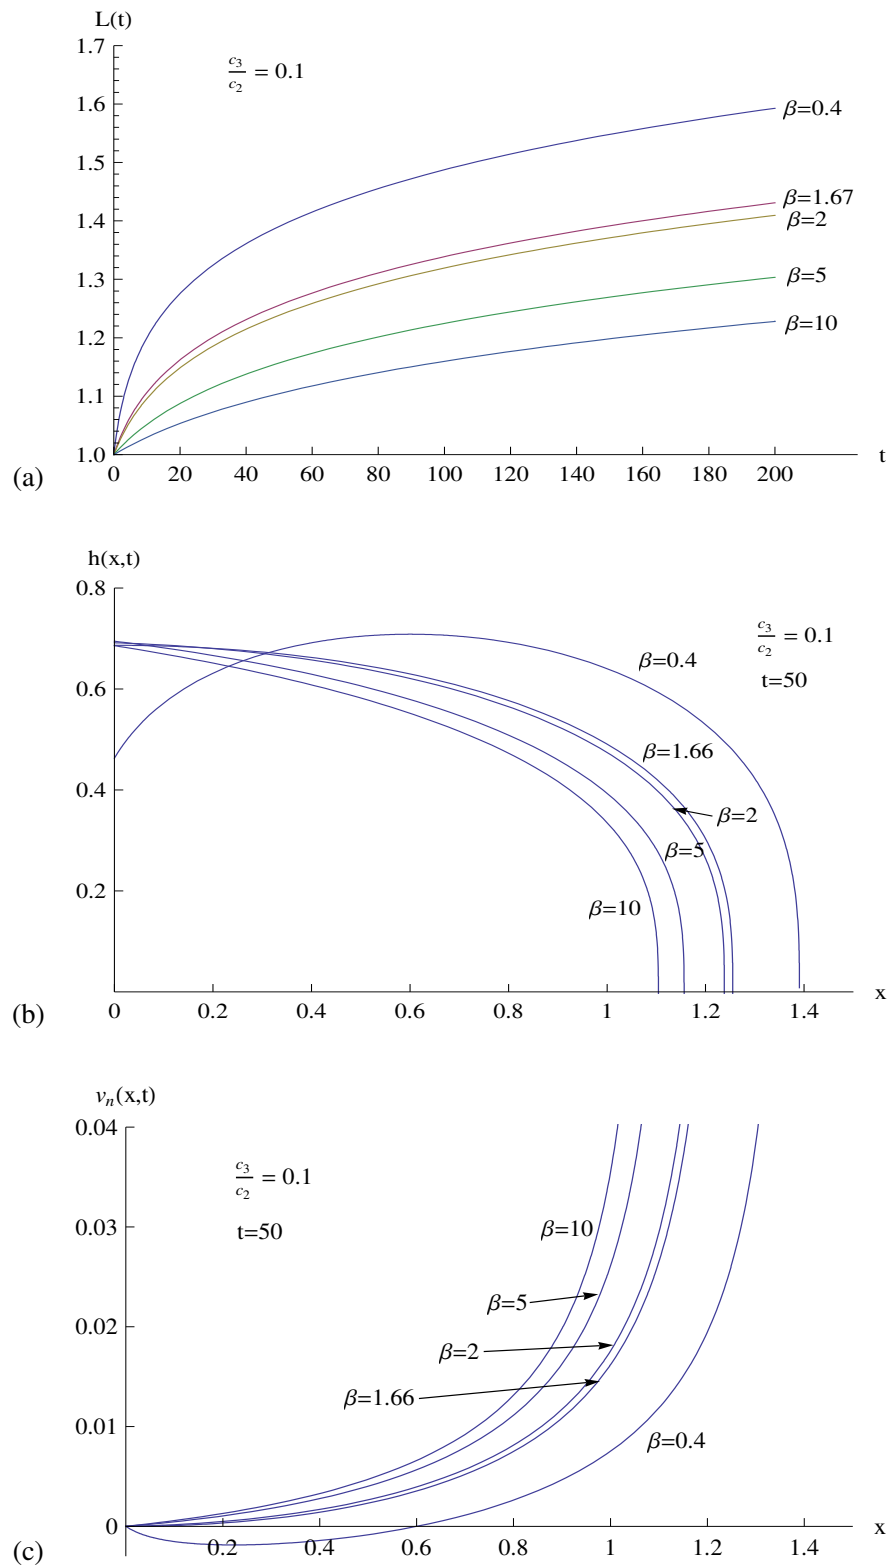 L(t)
1.7
c3/c2 = 0.1
1.6
β=0.4
1.5
β=1.67
1.4
β=2
1.3
β=5
1.2
β=10
1.1
1.0
t
0 20 40 60 80 100 120 140 160 180 200
(a)
h(x,t)
0.8
c3/c2 = 0.1
β=0.4
0.6
t=50
β=1.66
0.4
β=2
β=5
0.2
β=10
(b)
x
0 0.2 0.4 0.6 0.8 1 1.2 1.4
vn(x,t)
0.04
c3/c2 = 0.1
0.03
t=50
β=10
β=5
0.02
β=2
β=1.66
0.01
β=0.4
0
x
(c)
0.2 0.4 0.6 0.8 1 1.2 1.4